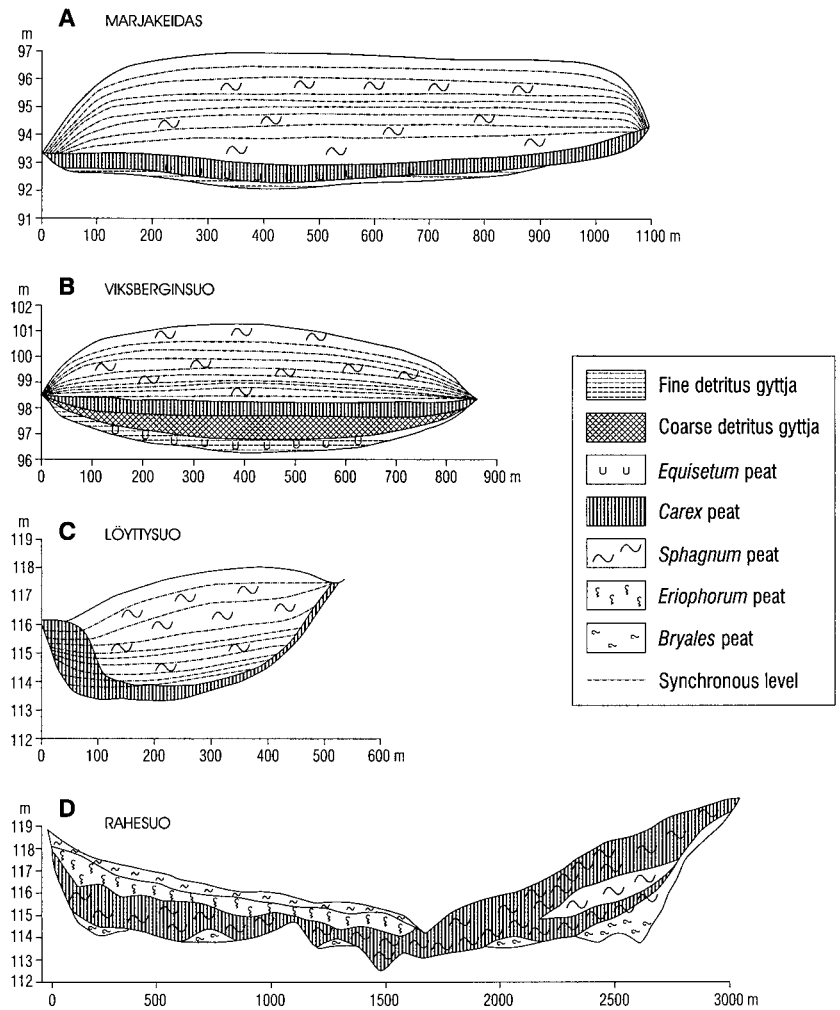 A MARJAKEIDAS
m
97
96
95
94
93
92
91
0 100 200 300 400 500 600 700 800 900 1000 1100 m
m B VIKSBERGINSUO
102
101
100
99
98
97
96
0 100 200 300 400 500 600 700 800 900 m
Fine detritus gyttja
Coarse detritus gyttja
Equisetum peat
Carex peat
Sphagnum peat
Eriophorum peat
Bryales peat
Synchronous level
m C LÖYTTYSUO
119
118
117
116
115
114
112
0 100 200 300 400 500 600 m
m D RAHESUO
119
118
117
116
115
114
113
112
0 500 1000 1500 2000 2500 3000 m